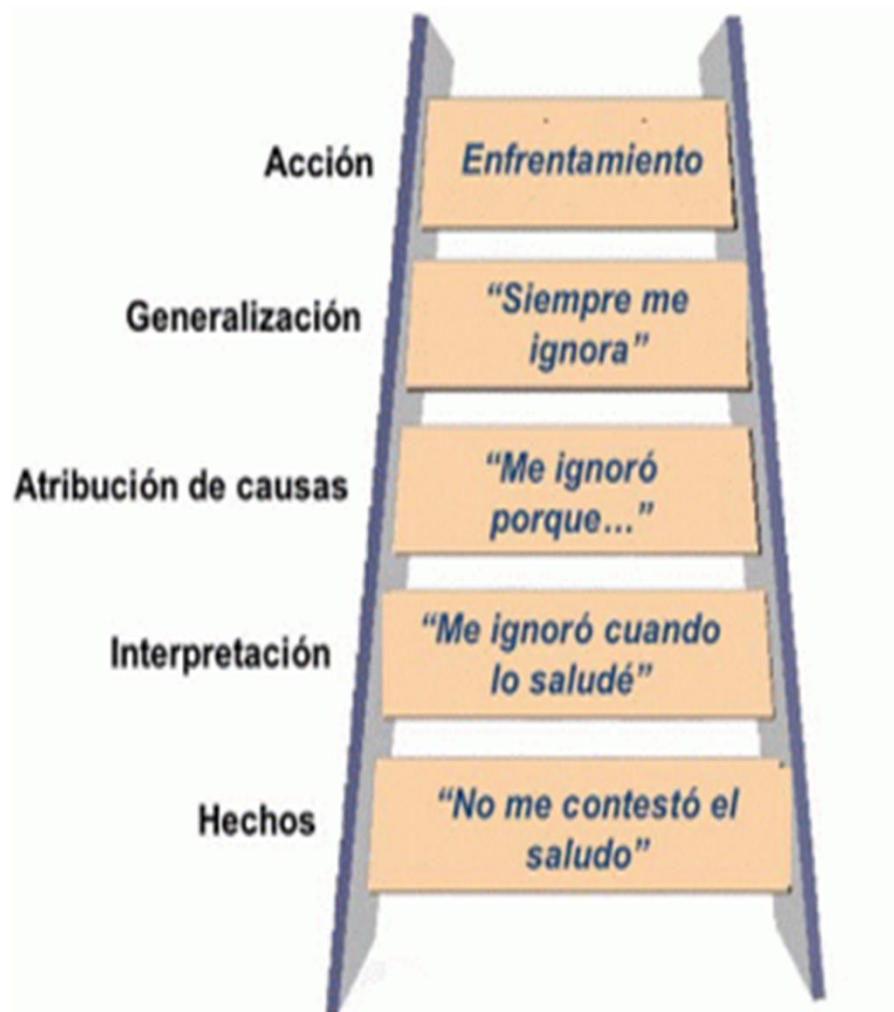 Acción
Enfrentamiento
Generalización
“Siempre me
ignora”
Atribución de causas
“Me ignoró
porque...”
Interpretación
“Me ignoró cuando
lo saludé”
Hechos
“No me contestó el
saludo”